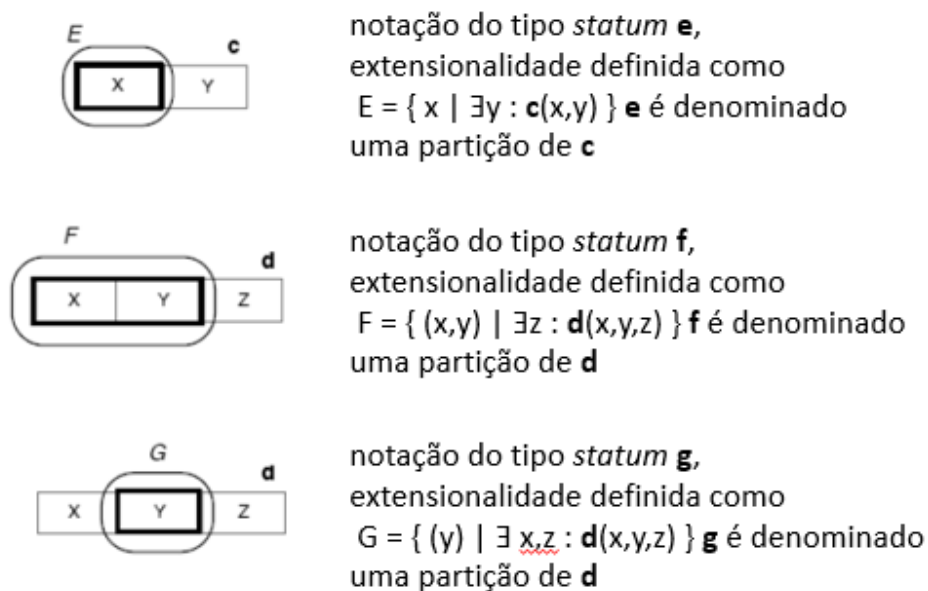 E
c
X Y
notação do tipo statum e,
extensionalidade definida como
E = { x | ∃y : c(x,y) } e é denominado
uma partição de c
F
d
X Y Z
notação do tipo statum f,
extensionalidade definida como
F = { (x,y) | ∃z : d(x,y,z) } f é denominado
uma partição de d
G
d
X Y Z
notação do tipo statum g,
extensionalidade definida como
G = { (y) | ∃ x,z : d(x,y,z) } g é denominado
uma partição de d